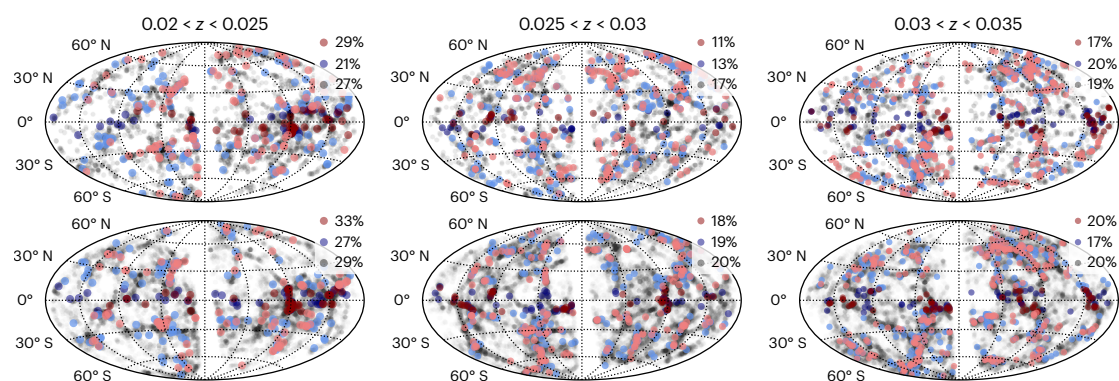 0.02 < z < 0.025
0.025 < z < 0.03
0.03 < z < 0.035
60° N
30° N
0°
30° S
60° S
29%
21%
27%
60° N
30° N
0°
30° S
60° S
11%
13%
17%
60° N
30° N
0°
30° S
60° S
17%
20%
19%
60° N
30° N
0°
30° S
60° S
33%
27%
29%
60° N
30° N
0°
30° S
60° S
18%
19%
20%
60° N
30° N
0°
30° S
60° S
20%
17%
20%